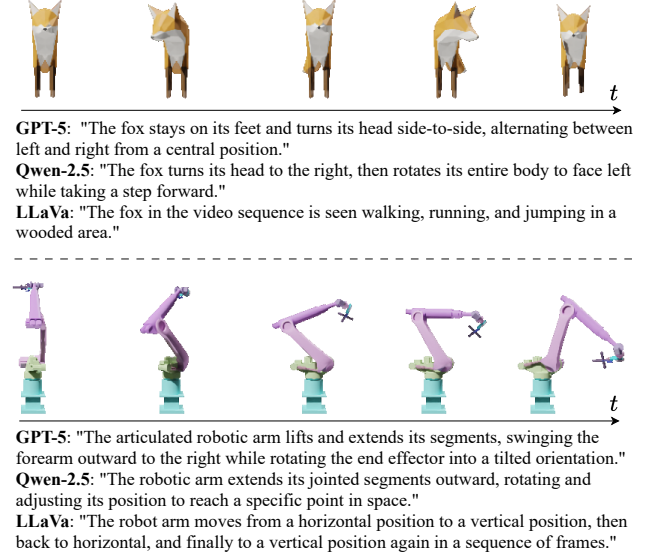 t
GPT-5: "The fox stays on its feet and turns its head side-to-side, alternating between
left and right from a central position."
Qwen-2.5: "The fox turns its head to the right, then rotates its entire body to face left
while taking a step forward."
LLaVa: "The fox in the video sequence is seen walking, running, and jumping in a
wooded area."
t
GPT-5: "The articulated robotic arm lifts and extends its segments, swinging the
forearm outward to the right while rotating the end effector into a tilted orientation."
Qwen-2.5: "The robotic arm extends its jointed segments outward, rotating and
adjusting its position to reach a specific point in space."
LLaVa: "The robot arm moves from a horizontal position to a vertical position, then
back to horizontal, and finally to a vertical position again in a sequence of frames."